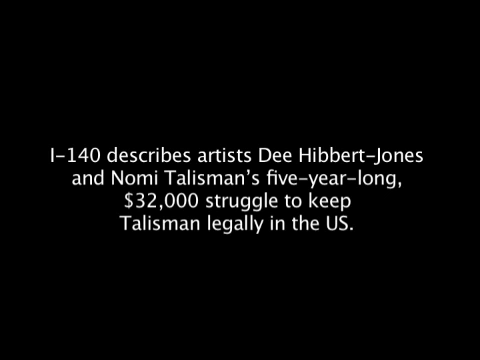 I-140 describes artists Dee Hibbert-Jones
and Nomi Talisman’s five-year-long,
$32,000 struggle to keep
Talisman legally in the US.